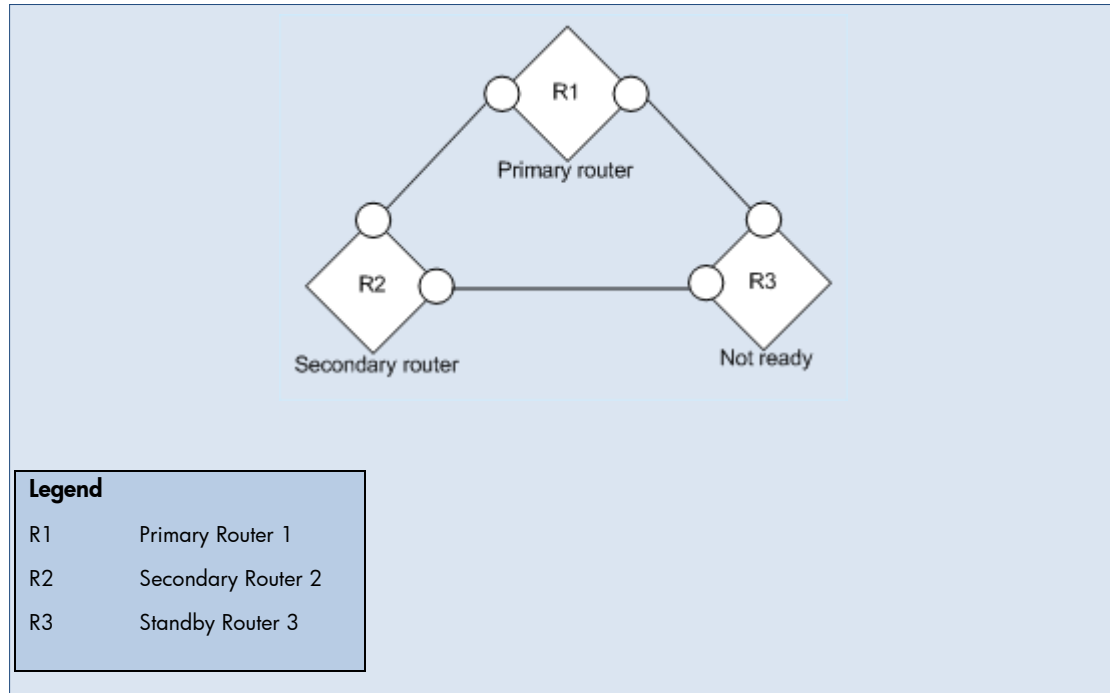 R1
Primary router
R2
R3
Secondary router
Not ready
Legend
R1 Primary Router 1
R2 Secondary Router 2
R3 Standby Router 3